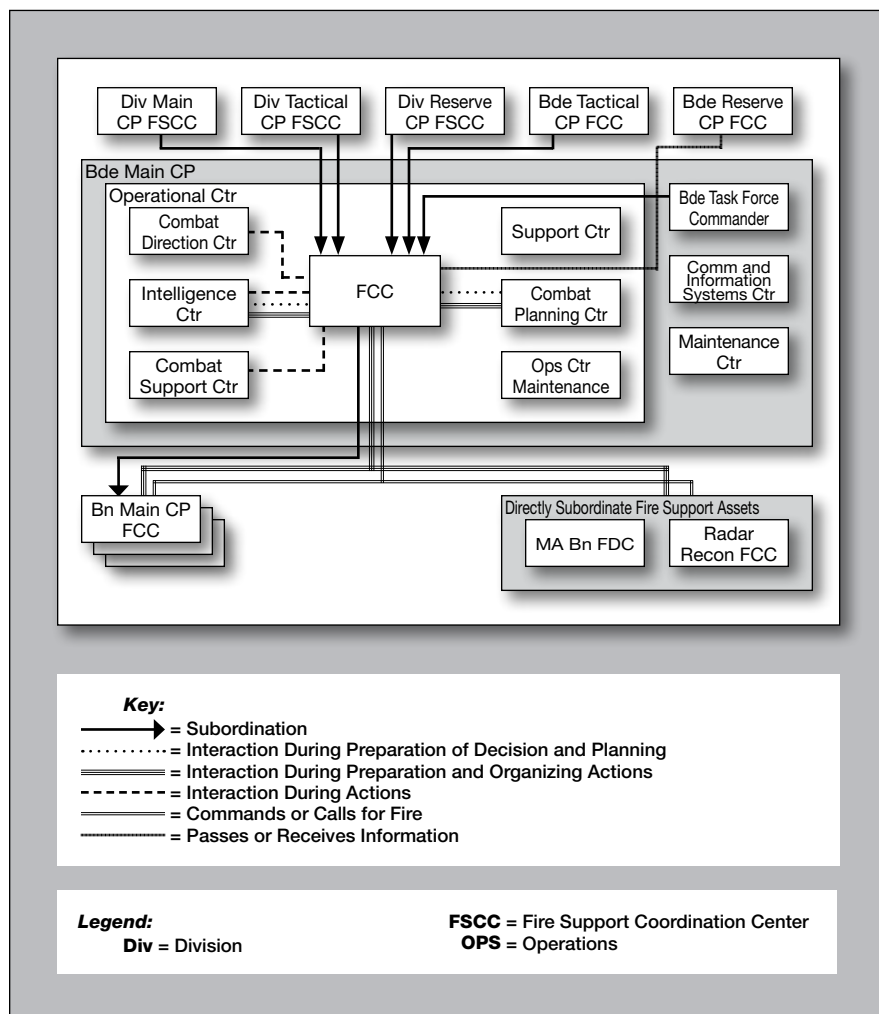 Div Main
CP FSCC
Div Tactical
CP FSCC
Div Reserve
CP FSCC
Bde Tactical
CP FCC
Bde Reserve
CP FCC
Bde Main CP
Operational Ctr
Combat
Direction Ctr
Intelligence
Ctr
Combat
Support Ctr
FCC
Support Ctr
Combat
Planning Ctr
Ops Ctr
Maintenance
Bde Task Force
Commander
Comm and
Information
Systems Ctr
Maintenance
Ctr
Bn Main CP
FCC
Directly Subordinate Fire Support Assets
MA Bn FDC
Radar
Recon FCC
Key:
= Subordination
= Interaction During Preparation of Decision and Planning
= Interaction During Preparation and Organizing Actions
= Interaction During Actions
= Commands or Calls for Fire
= Passes or Receives Information
Legend:
Div = Division
FSCC = Fire Support Coordination Center
OPS = Operations